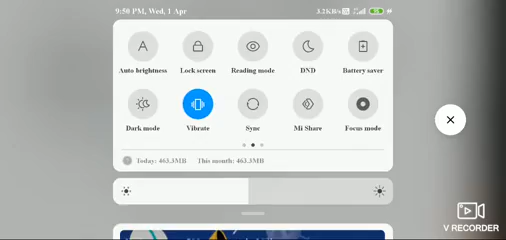 9:50 PM, Wed, 1 Apr
3.2KB/s
Auto brightness
Lock screen
Reading mode
DND
Battery saver
Dark mode
Vibrate
Sync
Mi Share
Focus mode
Today: 463.3MB
This month: 463.3MB
V RECORDER